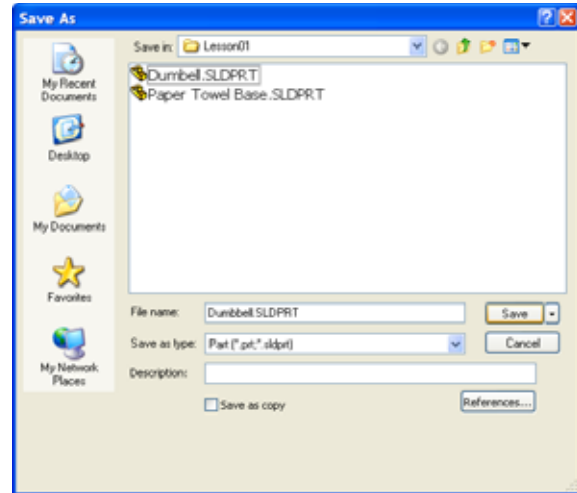 Save As
Save in: Lesson01
My Recent
Documents
Desktop
My Documents
Favorites
My Network
Places
Dumbell.SLDPRT
Paper Towel Base.SLDPRT
File name: Dumbbell.SLDPRT Save
Save as type: Part (*.prt;*.sldprt) Cancel
Description:
Save as copy References...